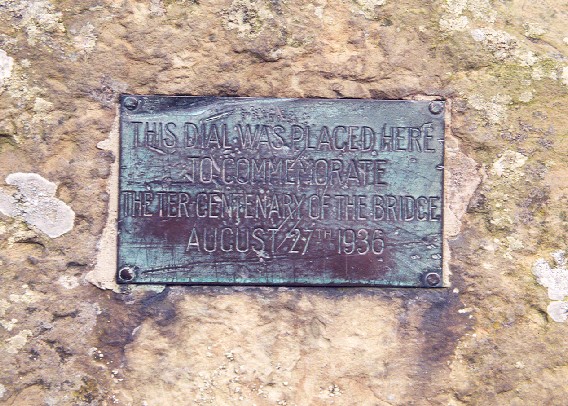 THIS DIAL WAS PLACED HERE
TO COMMEMORATE
THE TER-CENTENARY OF THE BRIDGE
AUGUST 27TH 1936